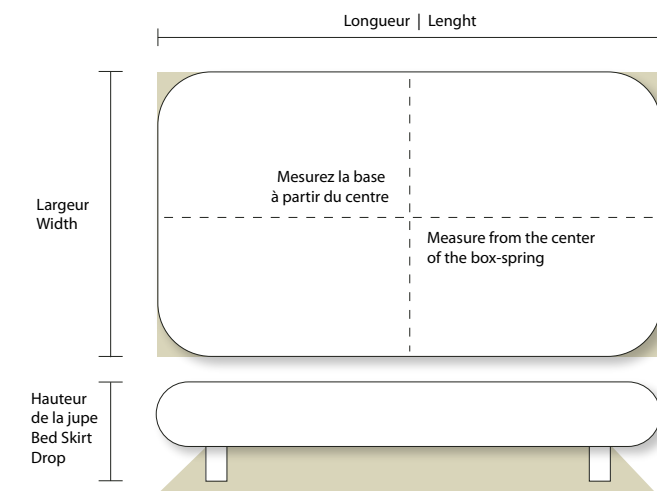 Longueur | Lenght
Mesurez la base
à partir du centre
Largeur
Width
Measure from the center
of the box-spring
Hauteur
de la jupe
Bed Skirt
Drop